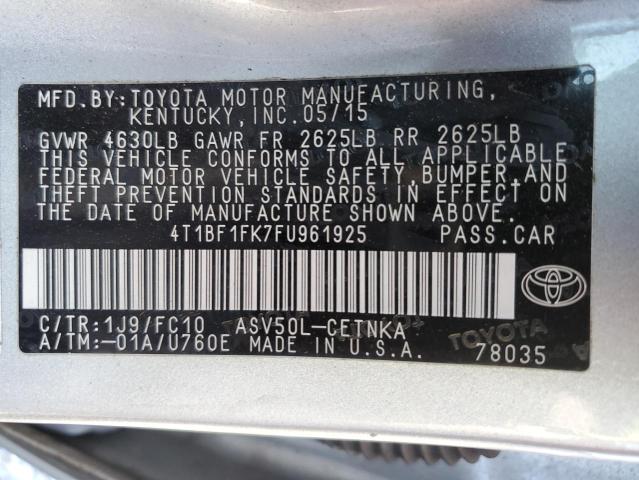 MFD.BY:TOYOTA MOTOR MANUFACTURING,
KENTUCKY, INC.05/15
GVWR 4630LB GAWR FR 2625LB RR 2625LB
THIS VEHICLE CONFORMS TO ALL APPLICABLE
FEDERAL MOTOR VEHICLE SAFETY, BUMPER, AND
THEFT PREVENTION STANDARDS IN EFFECT ON
THE DATE OF MANUFACTURE SHOWN ABOVE.
4T1BF1FK7FU961925 PASS.CAR
C/TR:1J9/FC10 ASV50L-CETNKA
A/TM:-01A/U760E MADE IN U.S.A.
TOYOTA
78035